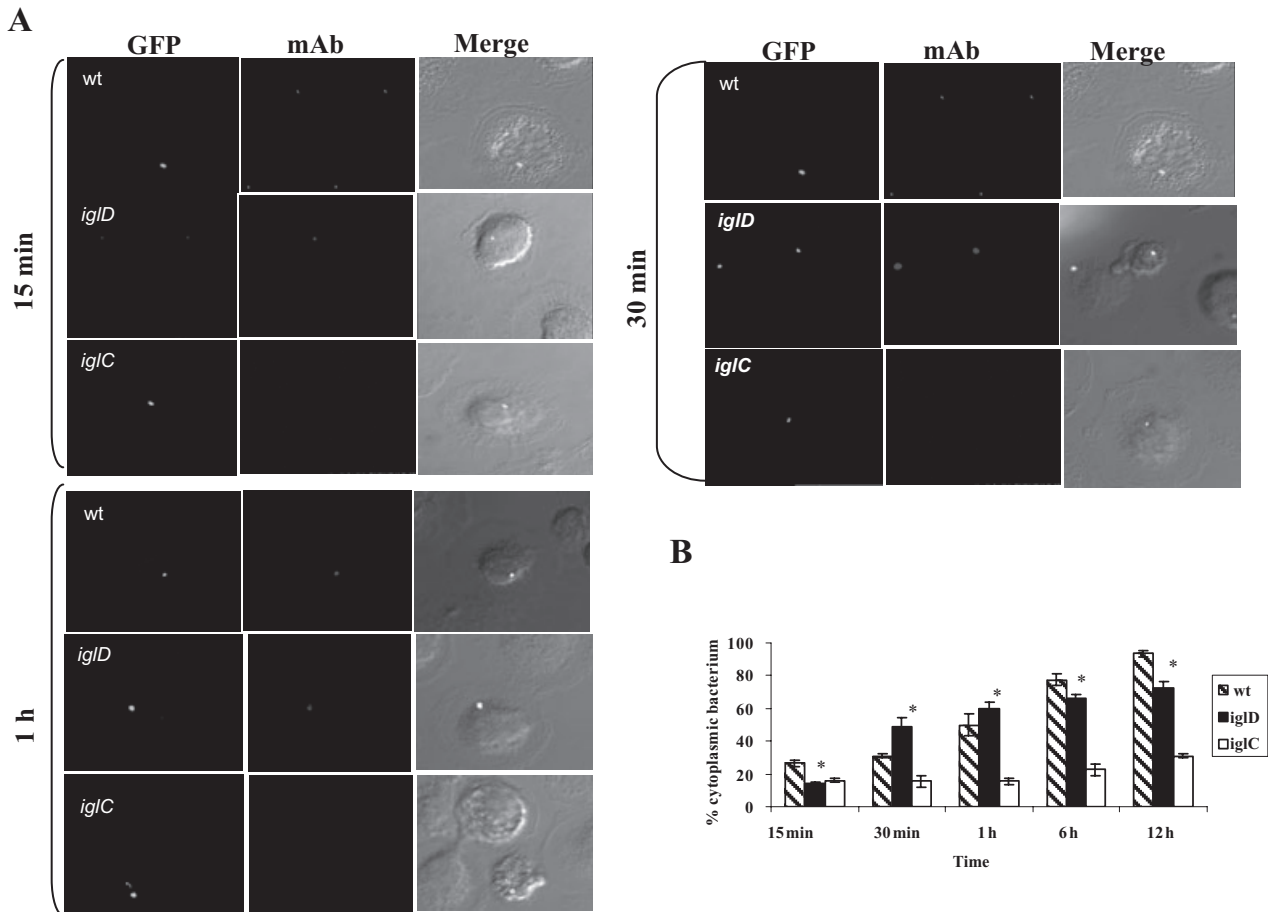 A
GFP mAb Merge
15 min
wt
iglD
iglC
GFP mAb Merge
30 min
wt
iglD
iglC
1 h
wt
iglD
iglC
B
% cytoplasmic bacterium
100
80
60
40
20
0
* * * * *
15 min 30 min 1 h 6 h 12 h
Time
wt
iglD
iglC